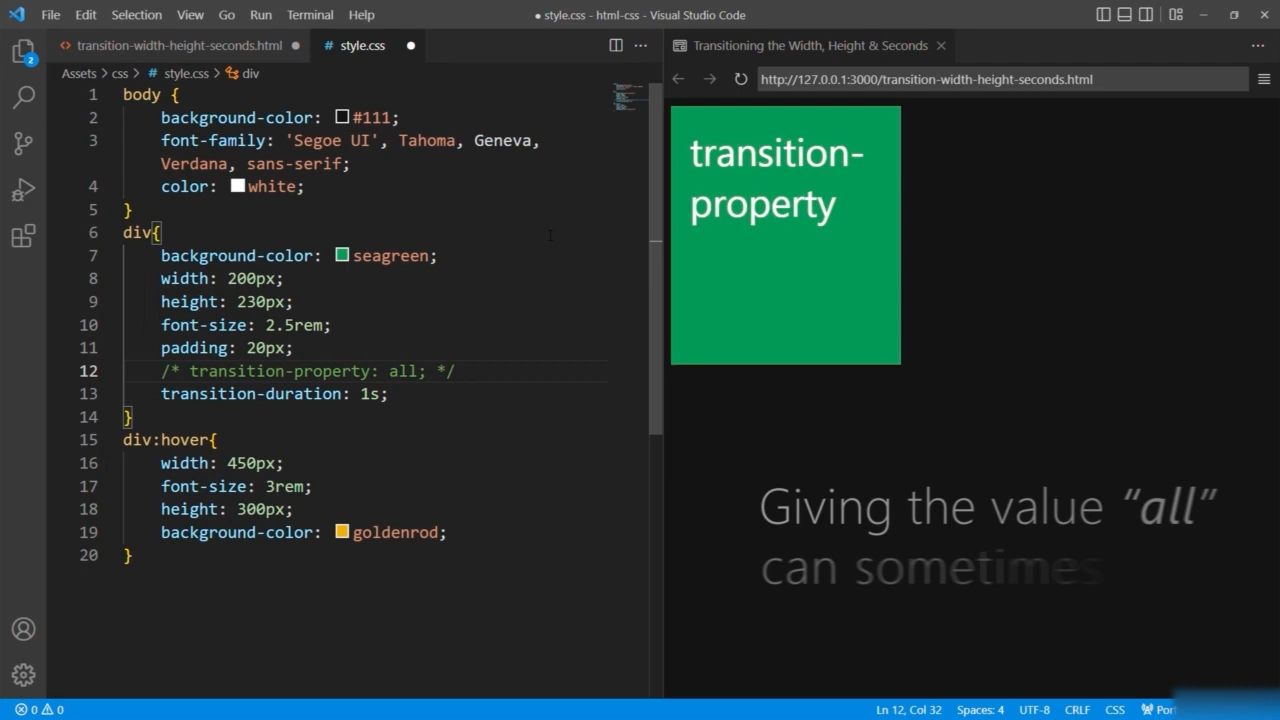 File Edit Selection View Go Run Terminal Help
● style.css - html-css - Visual Studio Code
transition-width-height-seconds.html
# style.css
Transitioning the Width, Height & Seconds
Assets > css > # style.css > div
http://127.0.0.1:3000/transition-width-height-seconds.html
2
1 body {
2 background-color: #111;
3 font-family: 'Segoe UI', Tahoma, Geneva,
Verdana, sans-serif;
4 color: white;
5 }
6 div{
7 background-color: seagreen;
8 width: 200px;
9 height: 230px;
10 font-size: 2.5rem;
11 padding: 20px;
12 /* transition-property: all; */
13 transition-duration: 1s;
14 }
15 div:hover{
16 width: 450px;
17 font-size: 3rem;
18 height: 300px;
19 background-color: goldenrod;
20 }
transition-
property
Giving the value “all”
can sometimes
0 0
Ln 12, Col 32 Spaces: 4 UTF-8 CRLF CSS